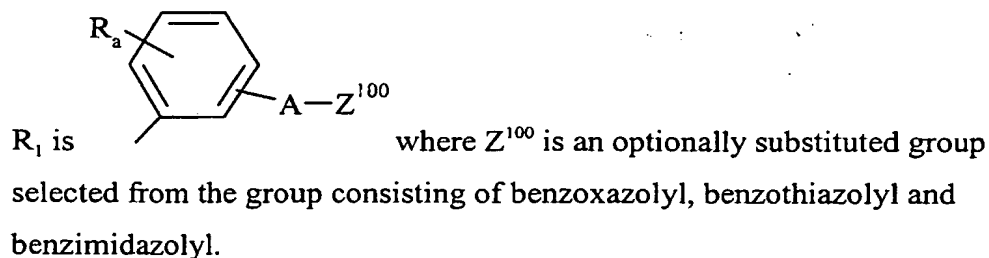 Rₐ
A—Z¹⁰⁰
R₁ is where Z¹⁰⁰ is an optionally substituted group
selected from the group consisting of benzoxazolyl, benzothiazolyl and
benzimidazolyl.